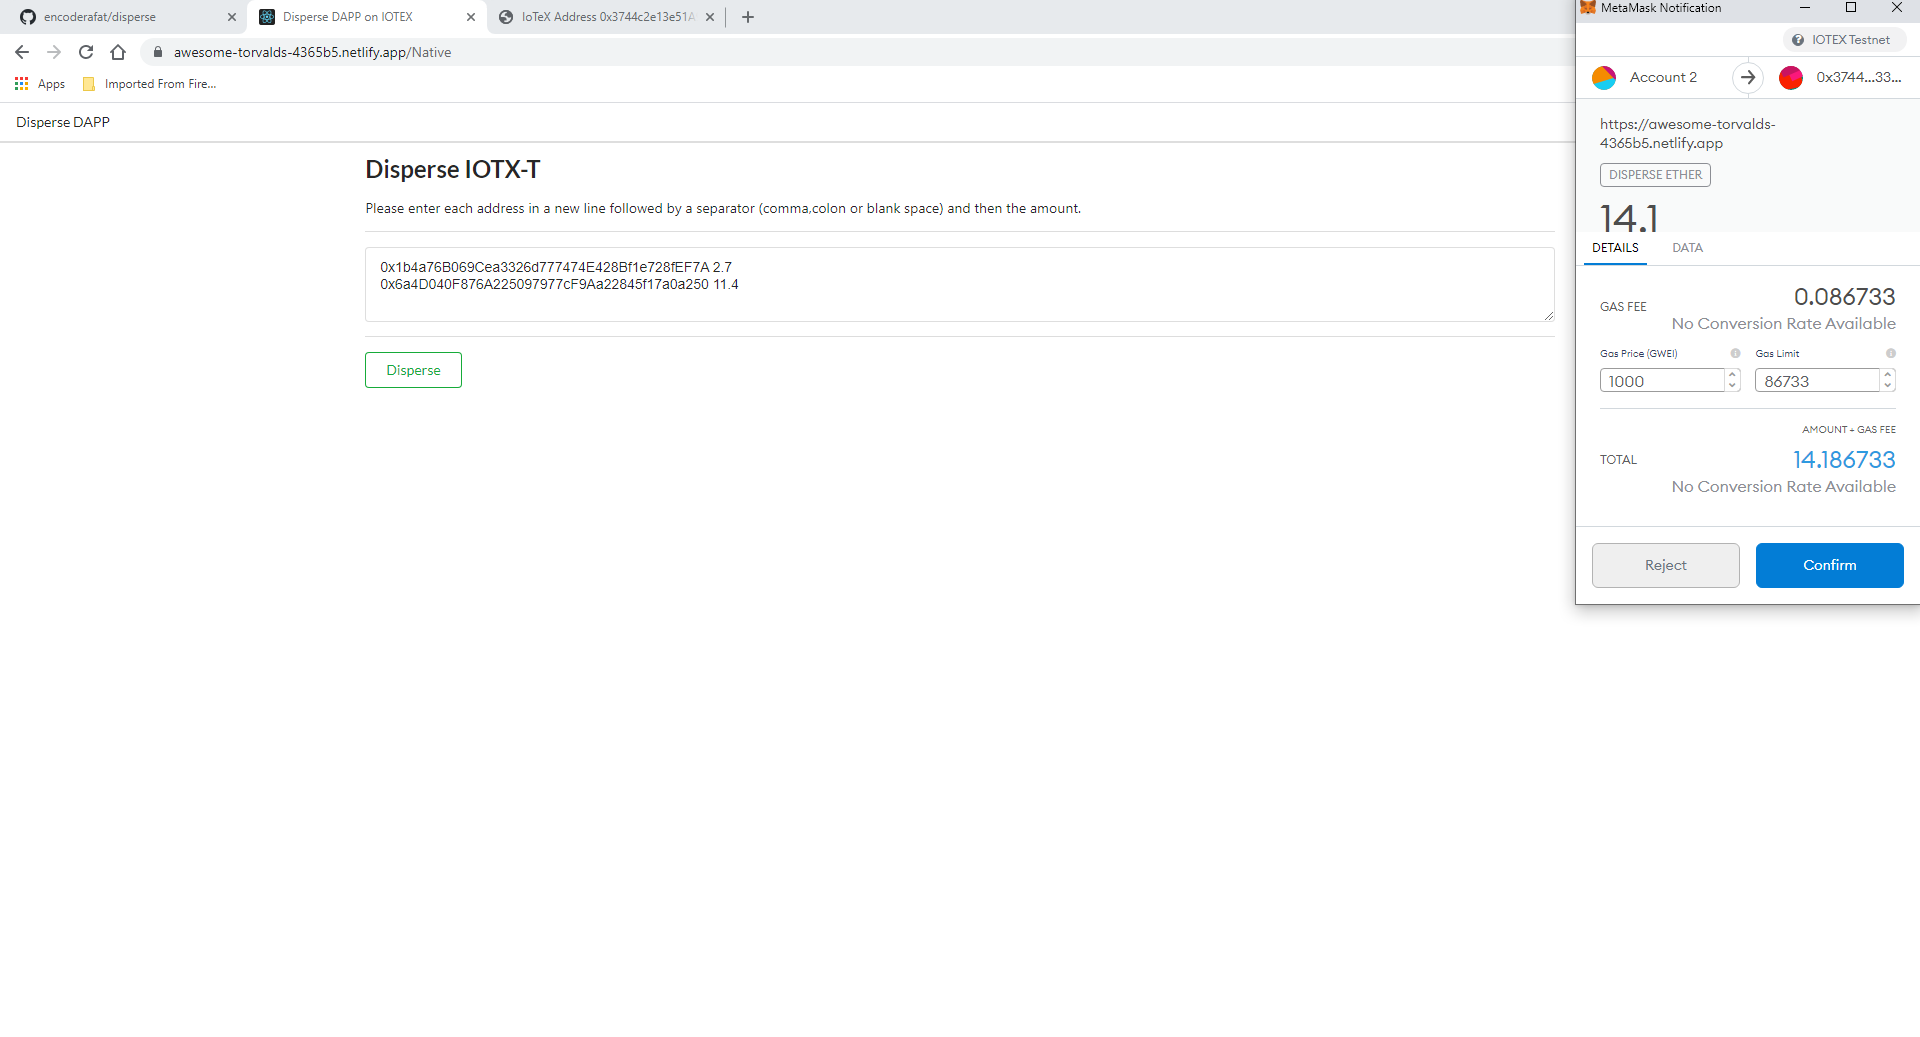 encoderafat/disperse
Disperse DAPP on IOTEX
IoTeX Address 0x3744c2e13e51A
awesome-torvalds-4365b5.netlify.app/Native
Apps
Imported From Fire...
Disperse DAPP
Disperse IOTX-T
Please enter each address in a new line followed by a separator (comma,colon or blank space) and then the amount.
0x1b4a76B069Cea3326d777474E428Bf1e728fEF7A 2.7
0x6a4D040F876A225097977cF9Aa22845f17a0a250 11.4
Disperse
MetaMask Notification
IOTEX Testnet
Account 2
0x3744...33...
https://awesome-torvalds-
4365b5.netlify.app
DISPERSE ETHER
14.1
DETAILS DATA
GAS FEE 0.086733
No Conversion Rate Available
Gas Price (GWEI) Gas Limit
1000 86733
AMOUNT + GAS FEE
TOTAL 14.186733
No Conversion Rate Available
Reject Confirm